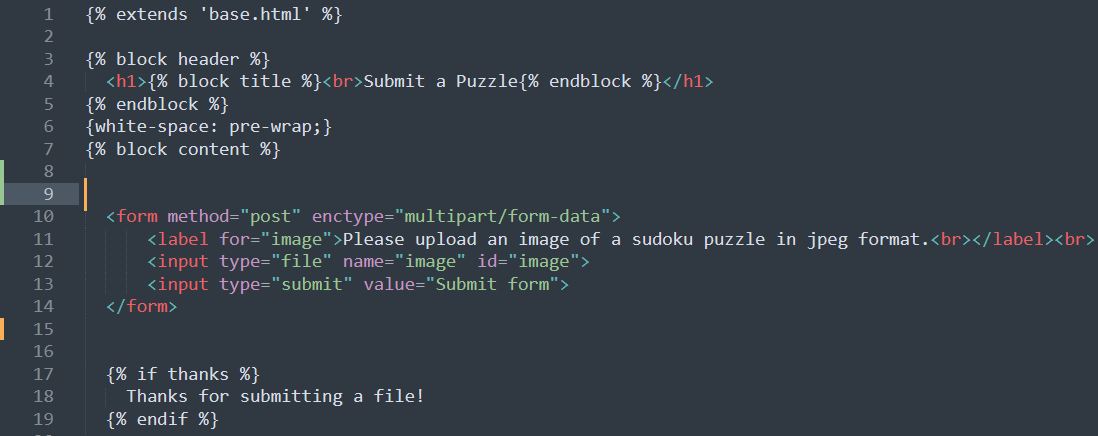 1 {% extends 'base.html' %}
2
3 {% block header %}
4   <h1>{% block title %}<br>Submit a Puzzle{% endblock %}</h1>
5 {% endblock %}
6 {white-space: pre-wrap;}
7 {% block content %}
8
9
10   <form method="post" enctype="multipart/form-data">
11       <label for="image">Please upload an image of a sudoku puzzle in jpeg format.<br></label><br>
12       <input type="file" name="image" id="image">
13       <input type="submit" value="Submit form">
14   </form>
15
16
17   {% if thanks %}
18     Thanks for submitting a file!
19   {% endif %}